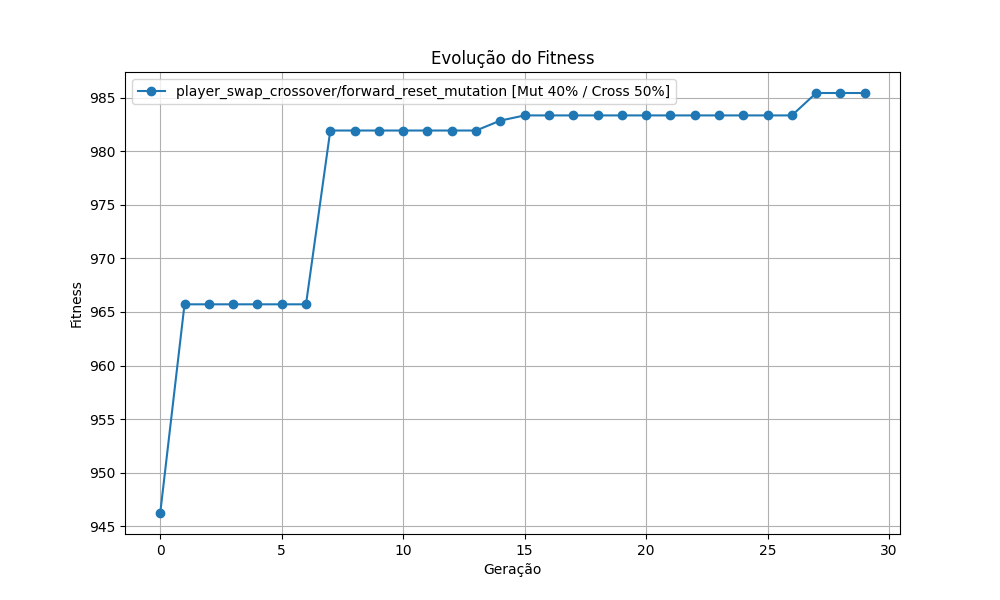 Evolução do Fitness
player_swap_crossover/forward_reset_mutation [Mut 40% / Cross 50%]
985
980
975
970
965
960
955
950
945
Fitness
0 5 10 15 20 25 30
Geração